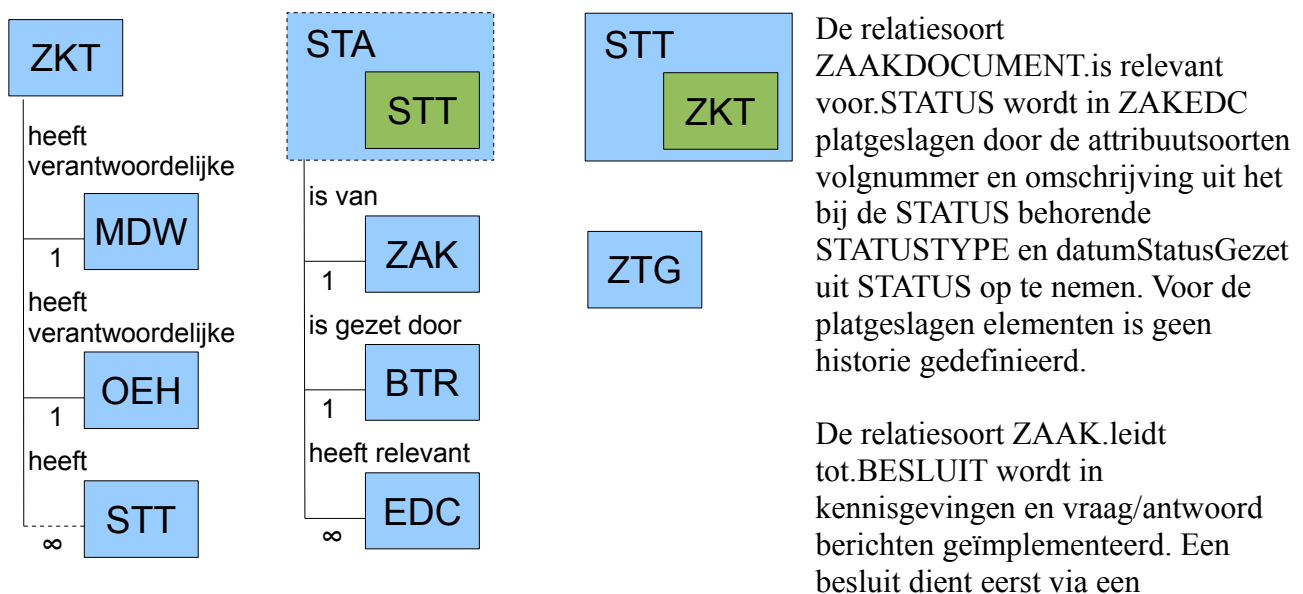 ZKT
heeft
verantwoordelijke
MDW
1
heeft
verantwoordelijke
OEH
1
heeft
STT
∞
STA
STT
is van
ZAK
1
is gezet door
BTR
1
heeft relevant
EDC
∞
STT
ZKT
ZTG
De relatiesoort
ZAAKDOCUMENT.is relevant
voor.STATUS wordt in ZAKEDC
platgeslagen door de attribuutsoorten
volgnummer en omschrijving uit het
bij de STATUS behorende
STATUSTYPE en datumStatusGezet
uit STATUS op te nemen. Voor de
platgeslagen elementen is geen
historie gedefinieerd.
De relatiesoort ZAAK.leidt
tot.BESLUIT wordt in
kennisgevingen en vraag/antwoord
berichten geïmplementeerd. Een
besluit dient eerst via een